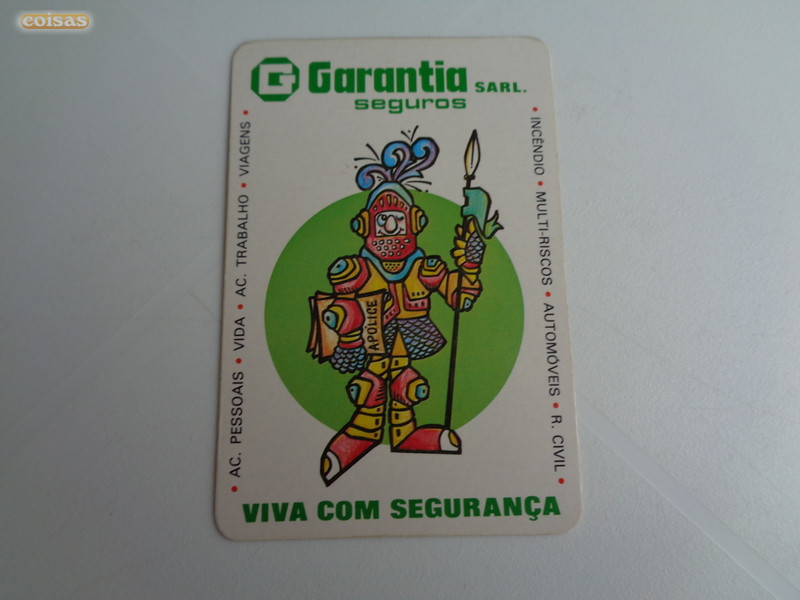 coisas
G Garantia SARL.
seguros
• AC. PESSOAIS • VIDA • AC. TRABALHO • VIAGENS •
• INCÊNDIO • MULTI-RISCOS • AUTOMÓVEIS • R. CIVIL •
APÓLICE
VIVA COM SEGURANÇA